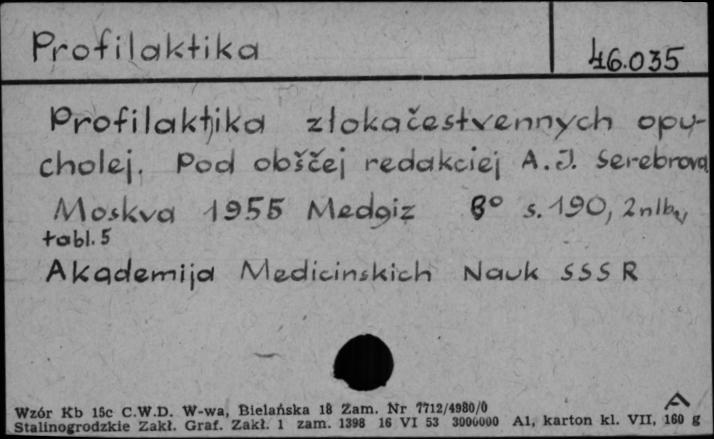 Profilaktika
46.035
Profilaktika złokačestvennych opu-
cholej. Pod obščej redakciej A. I. Serebrova
Moskva 1955 Medgiz 8° s. 190, 2 nlb.,
tabl. 5
Akademija Medicinskich Nauk SSSR
Wzór Kb 15c C.W.D. W-wa, Bielańska 18 Zam. Nr 7712/4980/0
Stalinogrodzkie Zakł. Graf. Zakł. 1 zam. 1398 16 VI 53 3000000 A1, karton kl. VII, 160 g
A